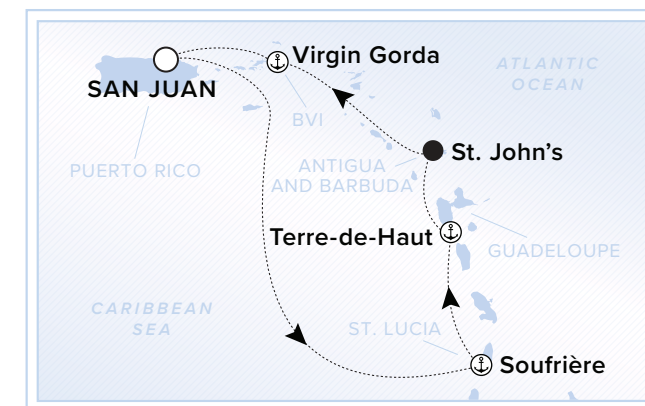 Virgin Gorda
ATLANTIC
OCEAN
SAN JUAN
BVI
St. John's
PUERTO RICO
ANTIGUA
AND BARBUDA
Terre-de-Haut
GUADELOUPE
CARIBBEAN
SEA
ST. LUCIA
Soufrière